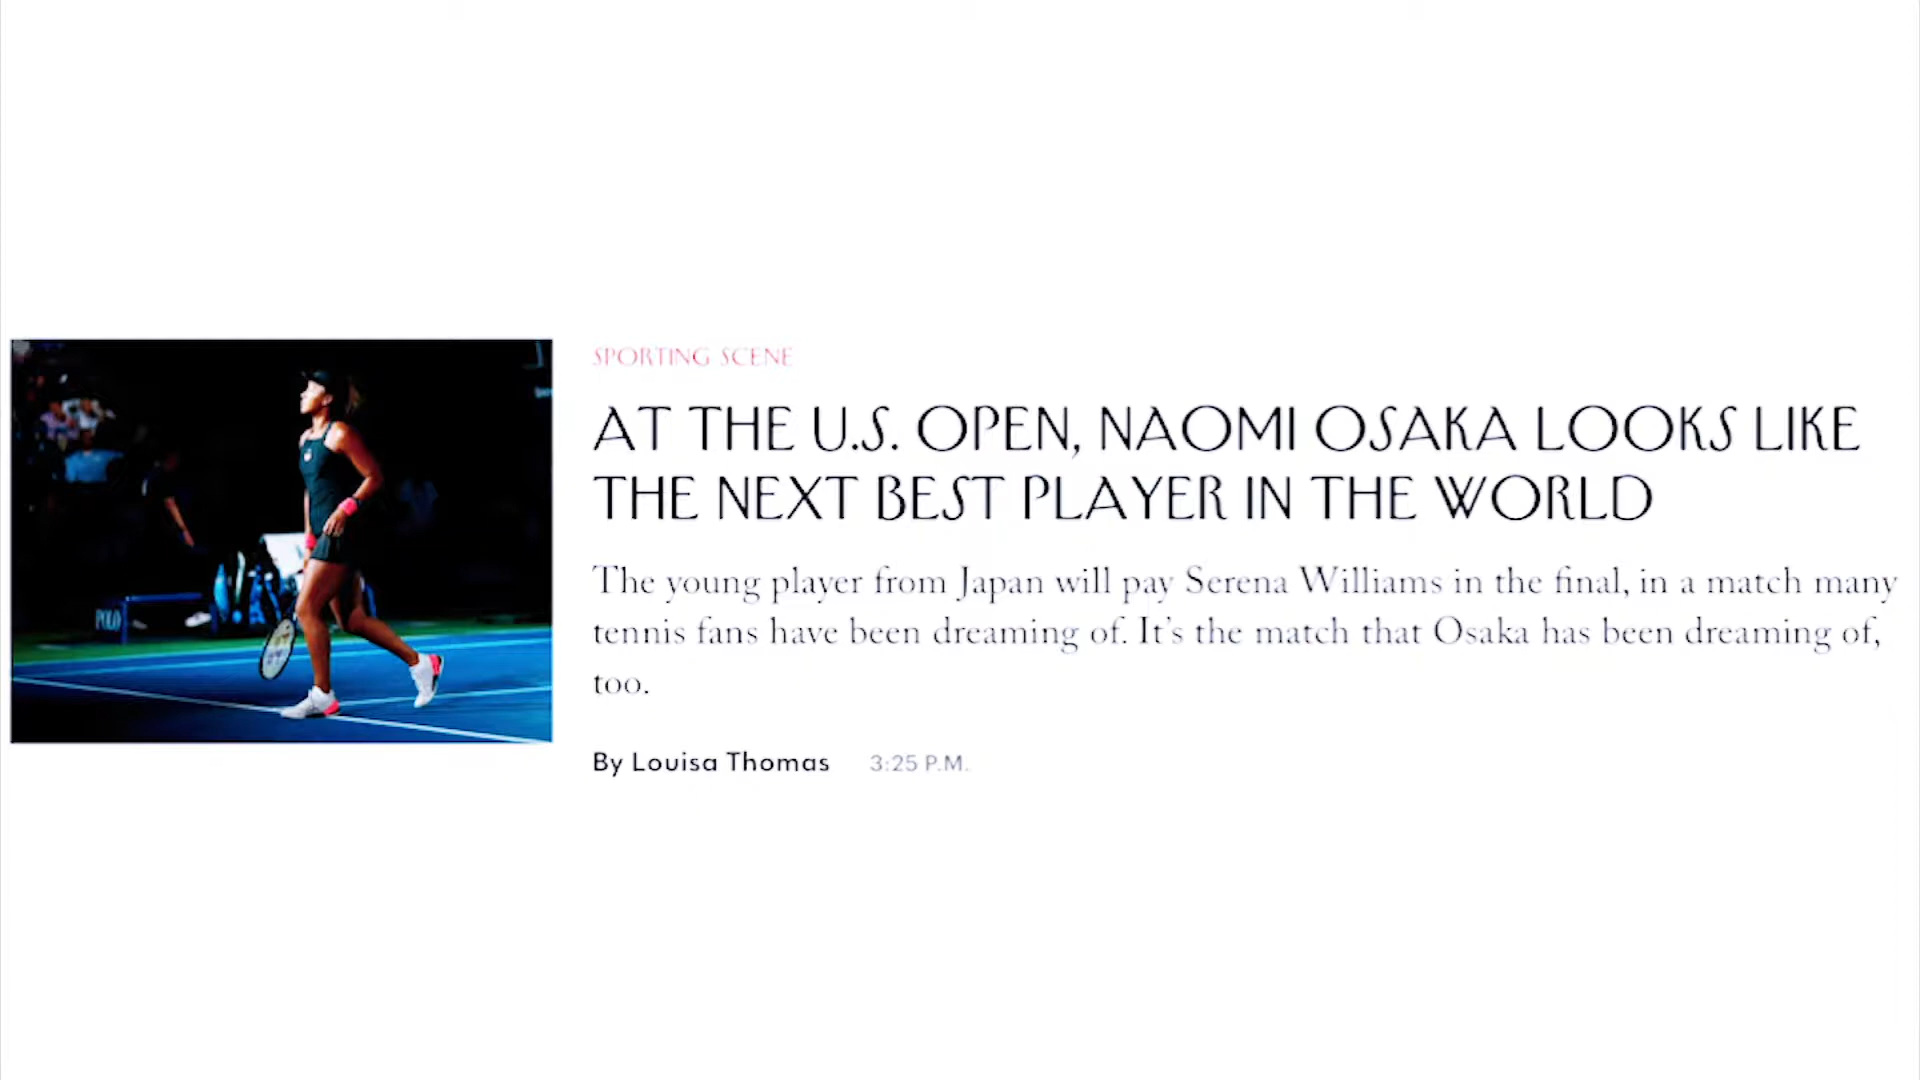 SPORTING SCENE
AT THE U.S. OPEN, NAOMI OSAKA LOOKS LIKE
THE NEXT BEST PLAYER IN THE WORLD
The young player from Japan will pay Serena Williams in the final, in a match many
tennis fans have been dreaming of. It's the match that Osaka has been dreaming of,
too.
By Louisa Thomas 3:25 P.M.
POLO